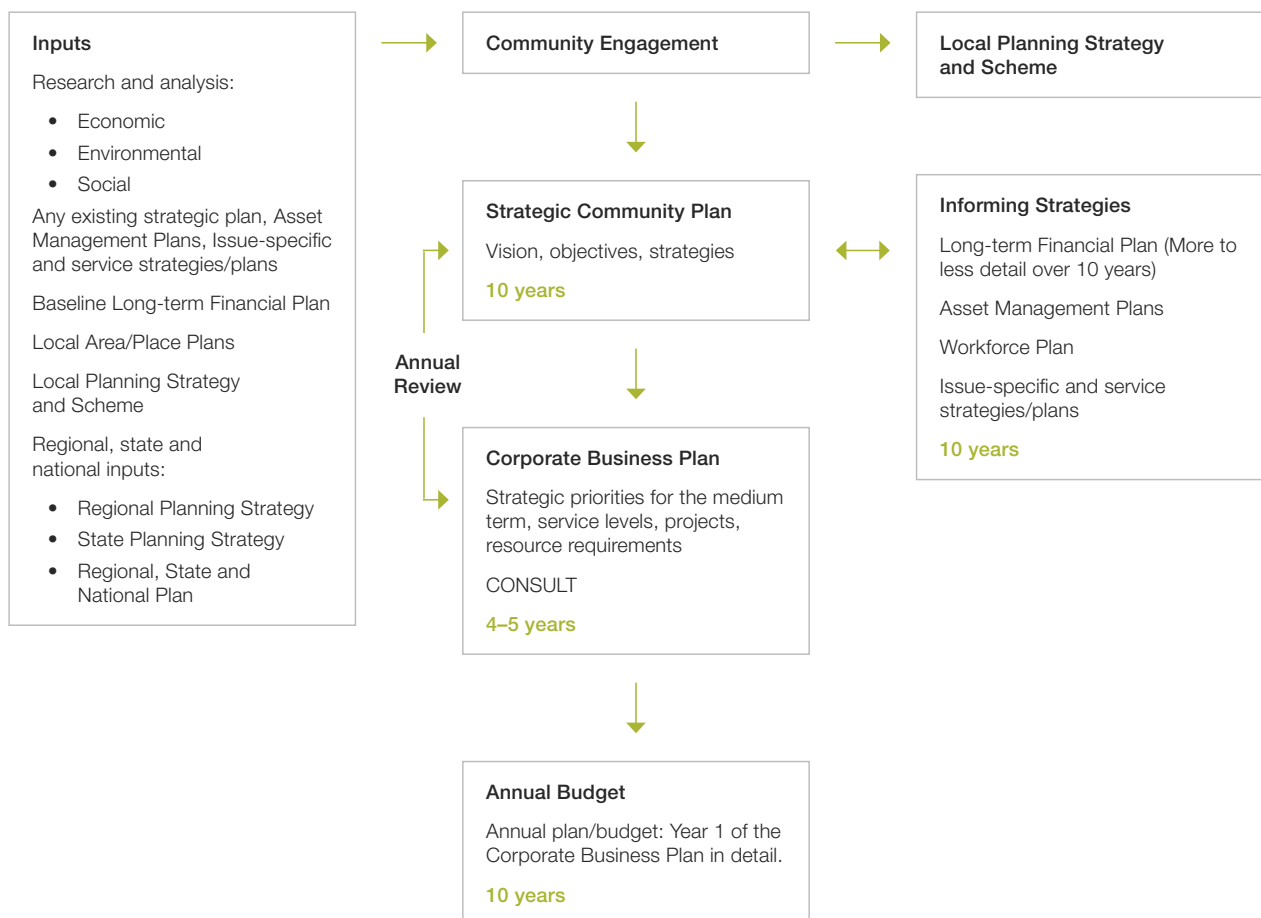 Inputs
Research and analysis:
• Economic
• Environmental
• Social
Any existing strategic plan, Asset
Management Plans, Issue-specific
and service strategies/plans
Baseline Long-term Financial Plan
Local Area/Place Plans
Local Planning Strategy
and Scheme
Regional, state and
national inputs:
• Regional Planning Strategy
• State Planning Strategy
• Regional, State and
National Plan
Community Engagement
Local Planning Strategy
and Scheme
Strategic Community Plan
Vision, objectives, strategies
10 years
Informing Strategies
Long-term Financial Plan (More to
less detail over 10 years)
Asset Management Plans
Workforce Plan
Issue-specific and service
strategies/plans
10 years
Annual
Review
Corporate Business Plan
Strategic priorities for the medium
term, service levels, projects,
resource requirements
CONSULT
4–5 years
Annual Budget
Annual plan/budget: Year 1 of the
Corporate Business Plan in detail.
10 years